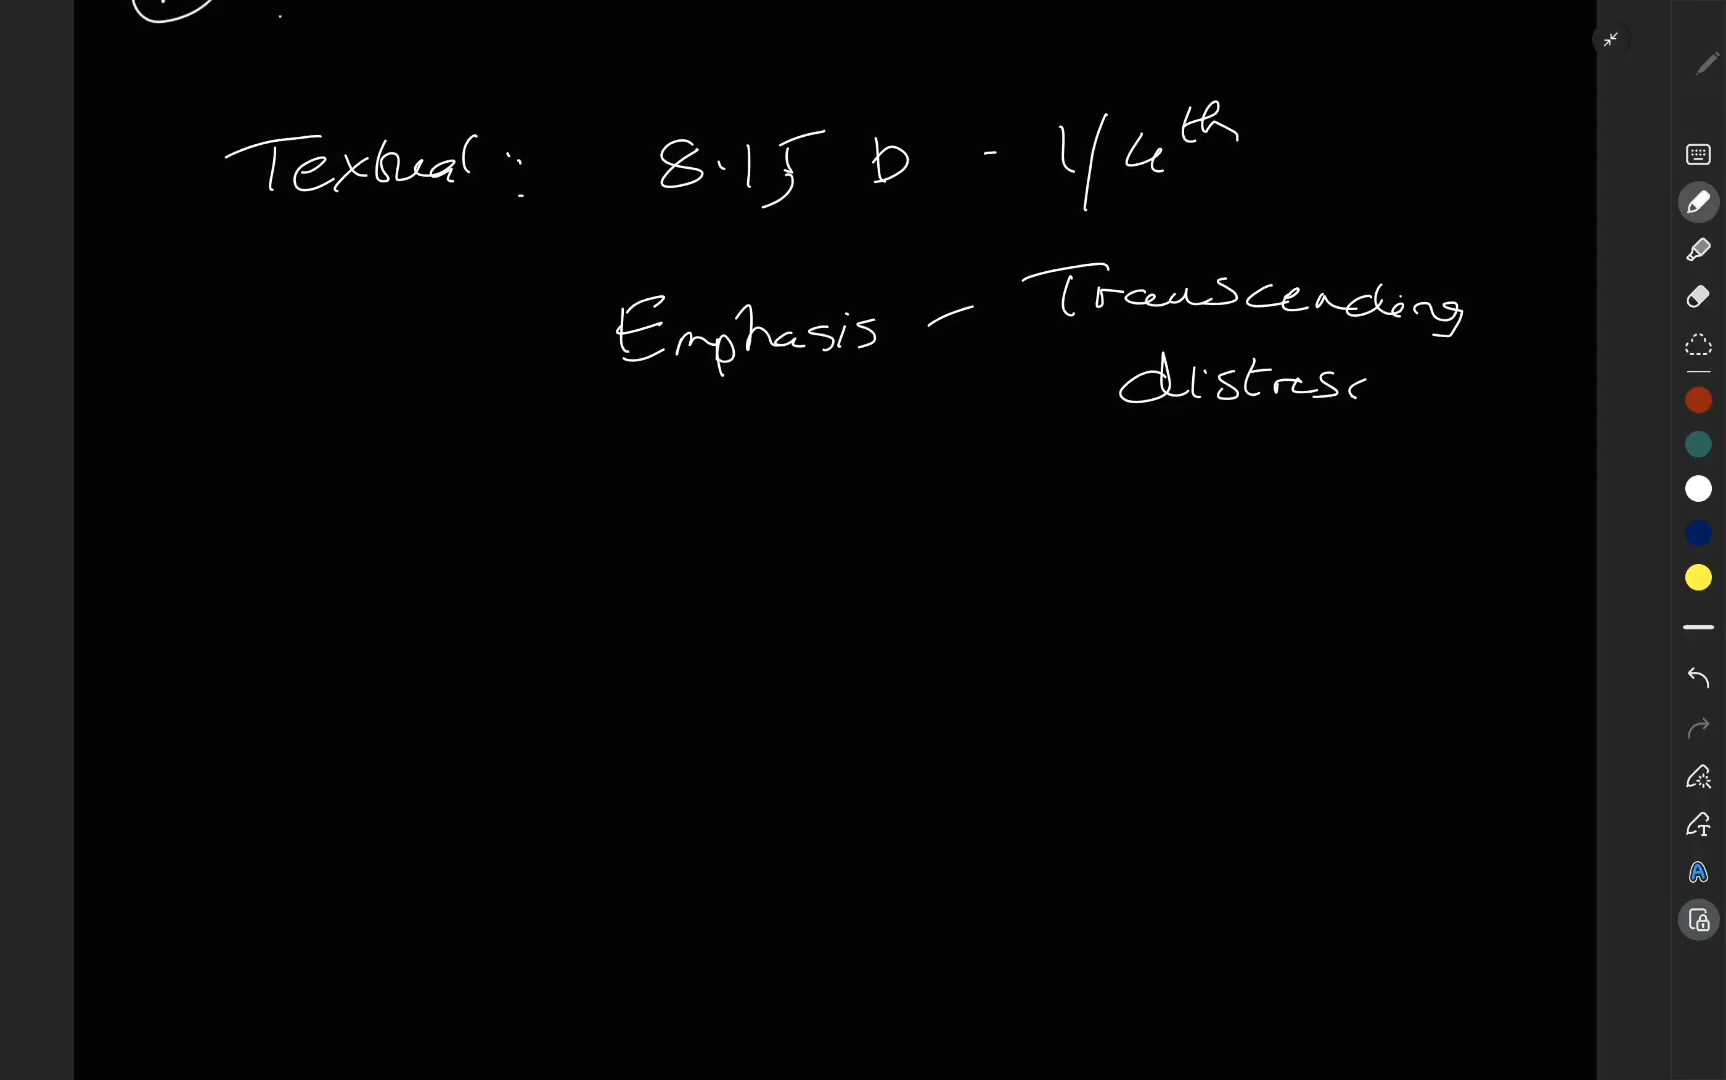 Textual: 8.15 D - 1/4th
Emphasis - Transcending
distress